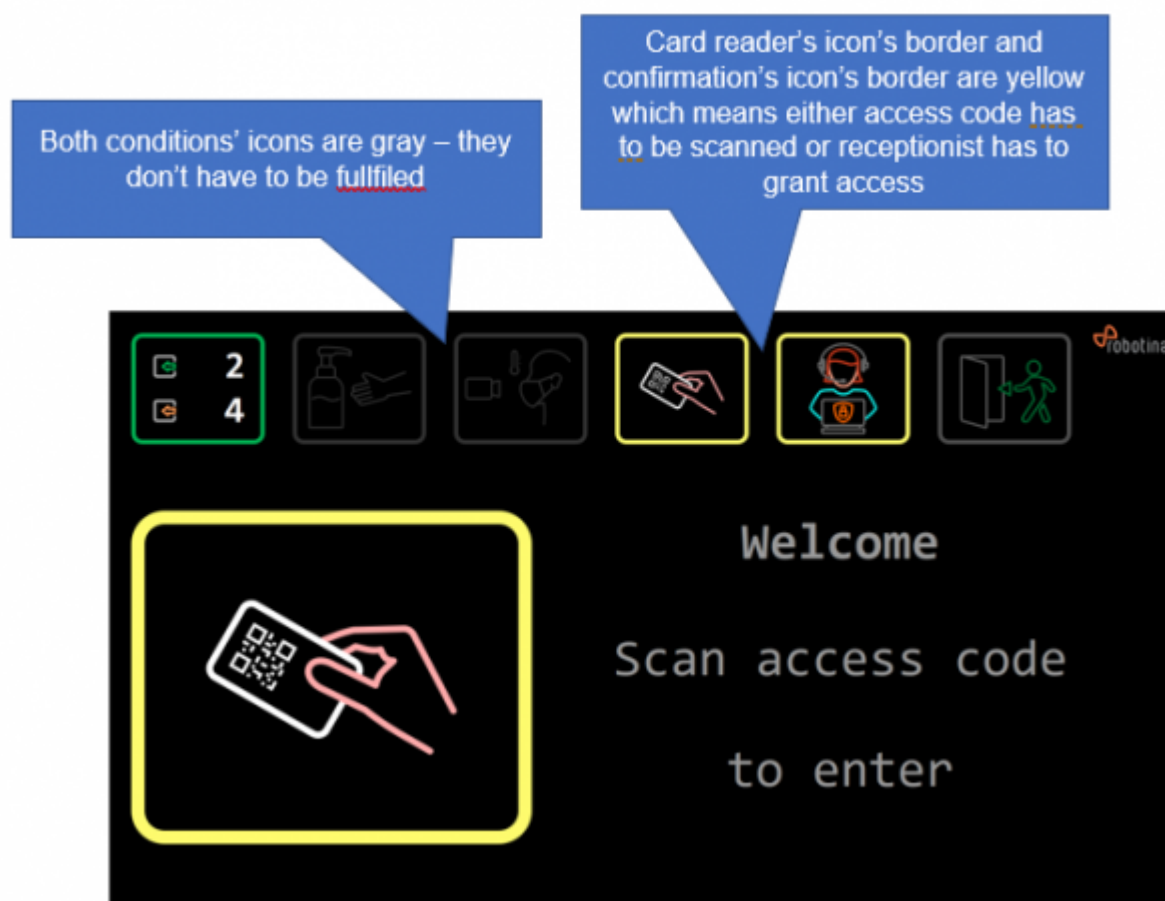 Both conditions' icons are gray – they
don't have to be fullfiled
Card reader's icon's border and
confirmation's icon's border are yellow
which means either access code has
to be scanned or receptionist has to
grant access
2
4
robotina
Welcome
Scan access code
to enter